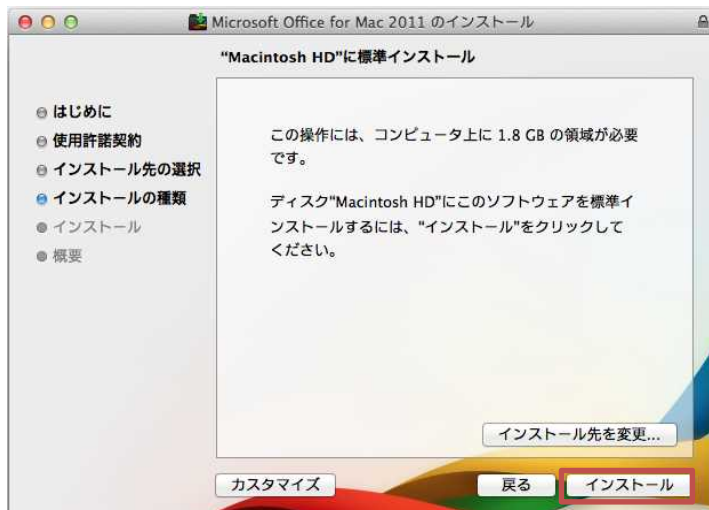 Microsoft Office for Mac 2011 のインストール
“Macintosh HD”に標準インストール
はじめに
使用許諾契約
インストール先の選択
インストールの種類
インストール
概要
この操作には、コンピュータ上に 1.8 GB の領域が必要
です。
ディスク“Macintosh HD”にこのソフトウェアを標準イ
ンストールするには、“インストール”をクリックして
ください。
インストール先を変更...
カスタマイズ
戻る
インストール